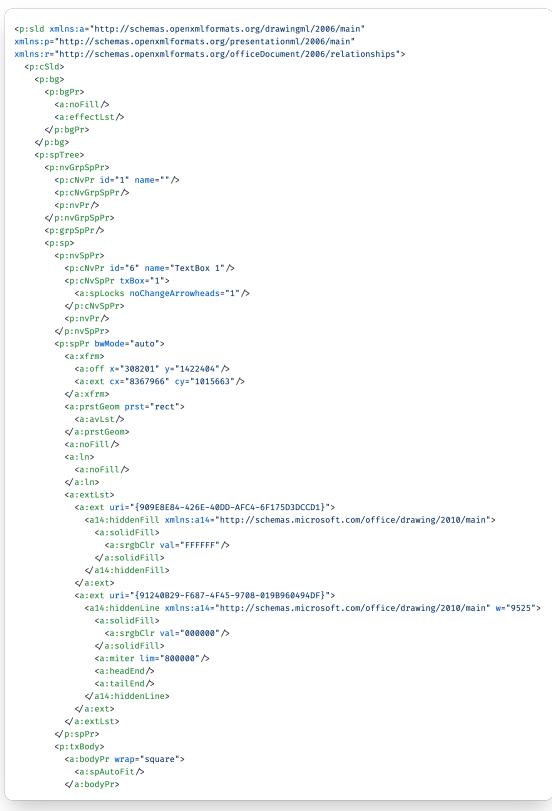 <p:sld xmlns:a="http://schemas.openxmlformats.org/drawingml/2006/main"
xmlns:p="http://schemas.openxmlformats.org/presentationml/2006/main"
xmlns:r="http://schemas.openxmlformats.org/officeDocument/2006/relationships">
  <p:cSld>
    <p:bg>
      <p:bgPr>
        <a:noFill/>
        <a:effectLst/>
      </p:bgPr>
    </p:bg>
    <p:spTree>
      <p:nvGrpSpPr>
        <p:cNvPr id="1" name=""/>
        <p:cNvGrpSpPr/>
        <p:nvPr/>
      </p:nvGrpSpPr>
      <p:grpSpPr/>
      <p:sp>
        <p:nvSpPr>
          <p:cNvPr id="6" name="TextBox 1"/>
          <p:cNvSpPr txBox="1">
            <a:spLocks noChangeArrowheads="1"/>
          </p:cNvSpPr>
          <p:nvPr/>
        </p:nvSpPr>
        <p:spPr bwMode="auto">
          <a:xfrm>
            <a:off x="308201" y="1422404"/>
            <a:ext cx="8367966" cy="1015663"/>
          </a:xfrm>
          <a:prstGeom prst="rect">
            <a:avLst/>
          </a:prstGeom>
          <a:noFill/>
          <a:ln>
            <a:noFill/>
          </a:ln>
          <a:extLst>
            <a:ext uri="{909E8E84-426E-40DD-AFC4-6F175D3DCCD1}">
              <a14:hiddenFill xmlns:a14="http://schemas.microsoft.com/office/drawing/2010/main">
                <a:solidFill>
                  <a:srgbClr val="FFFFFF"/>
                </a:solidFill>
              </a14:hiddenFill>
            </a:ext>
            <a:ext uri="{91240B29-F687-4F45-9708-019B960494DF}">
              <a14:hiddenLine xmlns:a14="http://schemas.microsoft.com/office/drawing/2010/main" w="9525">
                <a:solidFill>
                  <a:srgbClr val="000000"/>
                </a:solidFill>
                <a:miter lim="800000"/>
                <a:headEnd/>
                <a:tailEnd/>
              </a14:hiddenLine>
            </a:ext>
          </a:extLst>
        </p:spPr>
        <p:txBody>
          <a:bodyPr wrap="square">
            <a:spAutoFit/>
          </a:bodyPr>